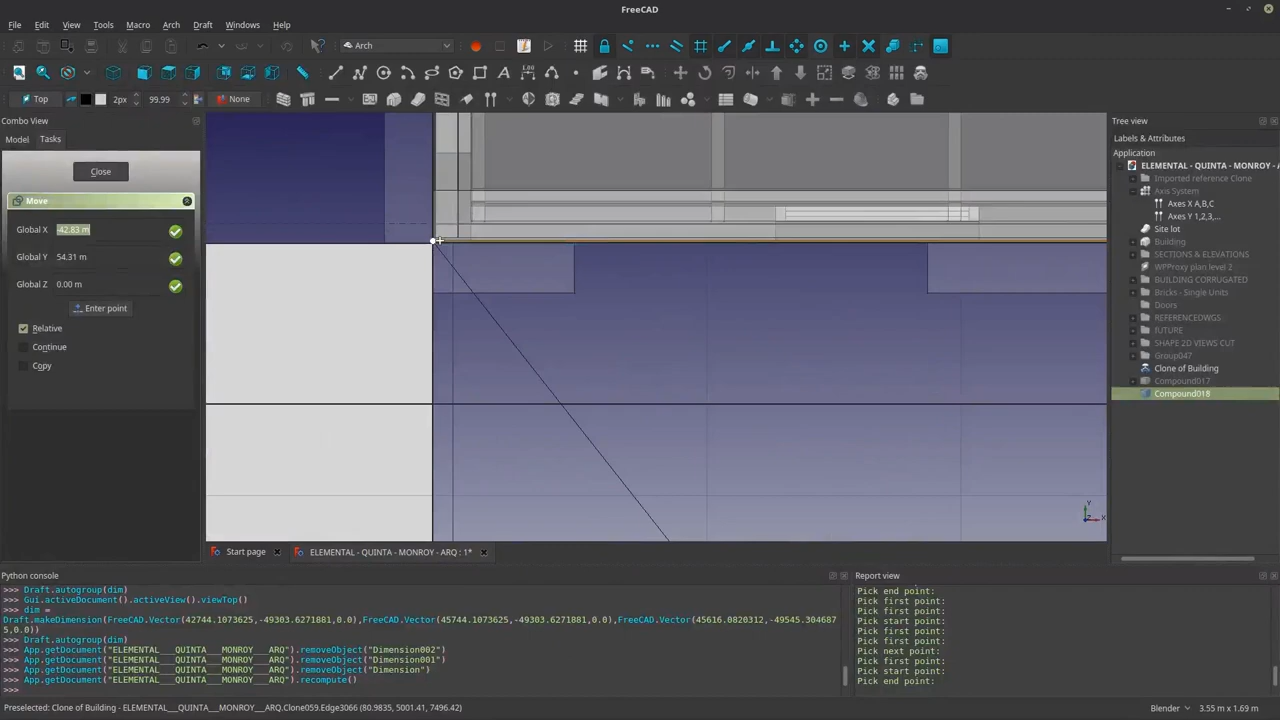 FreeCAD
File Edit View Tools Macro Arch Draft Windows Help
Arch
Top 2px 99.99 None
Combo View
Model Tasks
Close
Move
Global X -42.83 m
Global Y 54.31 m
Global Z 0.00 m
Enter point
Relative
Continue
Copy
Y
X
Start page ELEMENTAL - QUINTA - MONROY - ARQ : 1*
Tree view
Labels & Attributes
Application
ELEMENTAL - QUINTA - MONROY -
Imported reference Clone
Axis System
Axes X A,B,C
Axes Y 1,2,3,...
Site lot
Building
SECTIONS & ELEVATIONS
WPProxy plan level 2
BUILDING CORRUGATED
Bricks - Single Units
Doors
REFERENCEDWGS
fUTURE
SHAPE 2D VIEWS CUT
Group047
Clone of Building
Compound017
Compound018
Python console
>>> Draft.autogroup(dim)
>>> Gui.activeDocument().activeView().viewTop()
>>> dim =
Draft.makeDimension(FreeCAD.Vector(42744.1073625,-49303.6271881,0.0),FreeCAD.Vector(45744.1073625,-49303.6271881,0.0),FreeCAD.Vector(45616.0820312,-49545.304687
5,0.0))
>>> Draft.autogroup(dim)
>>> App.getDocument("ELEMENTAL___QUINTA___MONROY___ARQ").removeObject("Dimension002")
>>> App.getDocument("ELEMENTAL___QUINTA___MONROY___ARQ").removeObject("Dimension001")
>>> App.getDocument("ELEMENTAL___QUINTA___MONROY___ARQ").removeObject("Dimension")
>>> App.getDocument("ELEMENTAL___QUINTA___MONROY___ARQ").recompute()
>>>
Report view
Pick end point:
Pick first point:
Pick first point:
Pick start point:
Pick first point:
Pick first point:
Pick next point:
Pick first point:
Pick start point:
Pick end point:
Preselected: Clone of Building - ELEMENTAL___QUINTA___MONROY___ARQ.Clone059.Edge3066 (80.9835, 5001.41, 7496.42)
Blender 3.55 m x 1.69 m